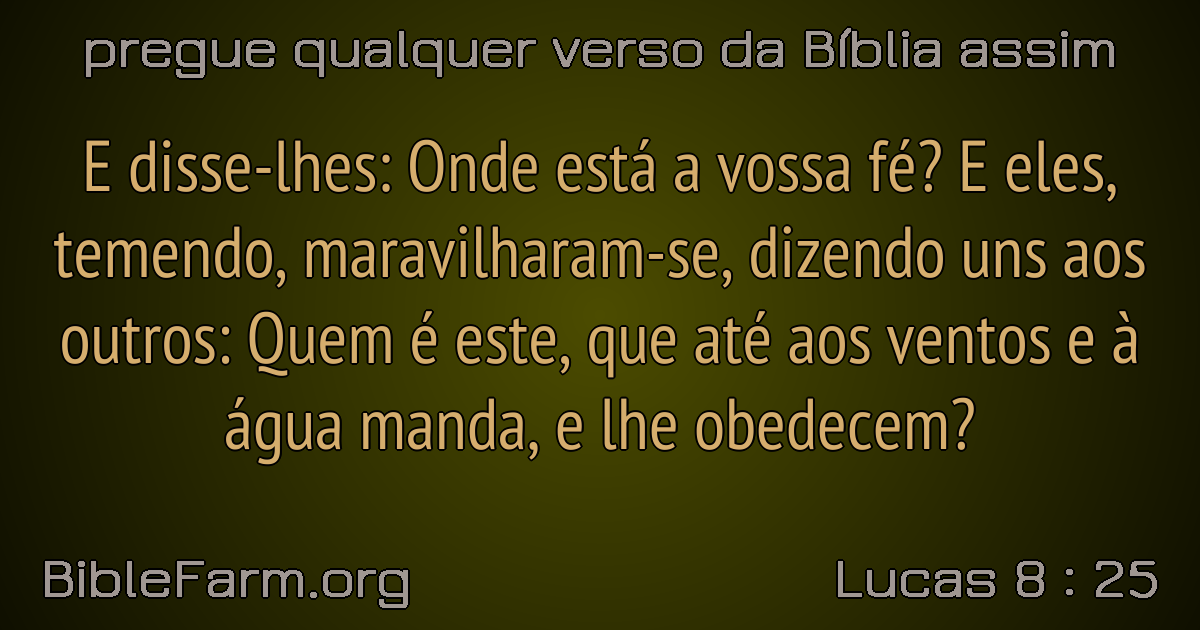 pregue qualquer verso da Bíblia assim
E disse-lhes: Onde está a vossa fé? E eles,
temendo, maravilharam-se, dizendo uns aos
outros: Quem é este, que até aos ventos e à
água manda, e lhe obedecem?
BibleFarm.org
Lucas 8 : 25